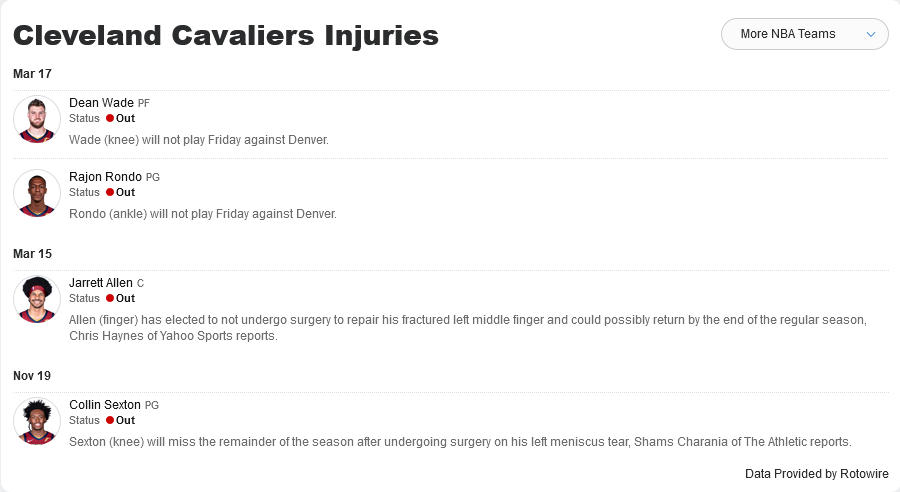 Cleveland Cavaliers Injuries
More NBA Teams
Mar 17
Dean Wade PF
Status Out
Wade (knee) will not play Friday against Denver.
Rajon Rondo PG
Status Out
Rondo (ankle) will not play Friday against Denver.
Mar 15
Jarrett Allen C
Status Out
Allen (finger) has elected to not undergo surgery to repair his fractured left middle finger and could possibly return by the end of the regular season,
Chris Haynes of Yahoo Sports reports.
Nov 19
Collin Sexton PG
Status Out
Sexton (knee) will miss the remainder of the season after undergoing surgery on his left meniscus tear, Shams Charania of The Athletic reports.
Data Provided by Rotowire